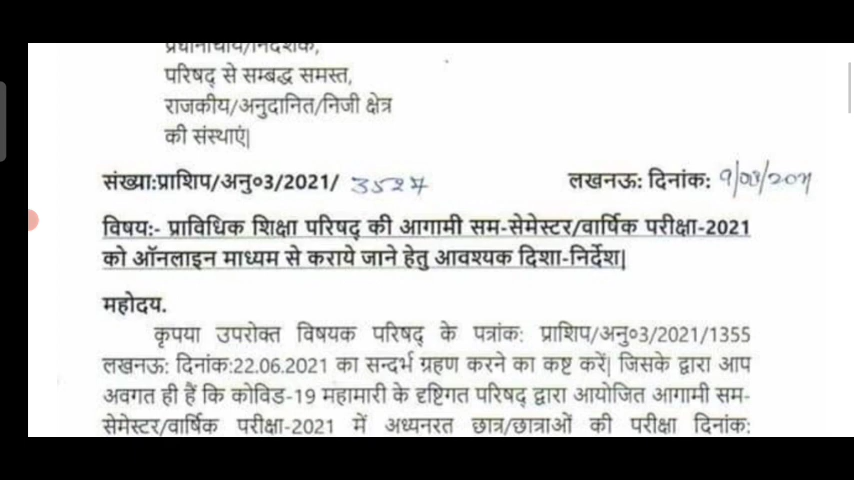 प्रधानाचार्य/निदेशक,
परिषद् से सम्बद्ध समस्त,
राजकीय/अनुदानित/निजी क्षेत्र
की संस्थाएं|
संख्या:प्राशिप/अनु०3/2021/ 3527 लखनऊ: दिनांक:
विषय:- प्राविधिक शिक्षा परिषद् की आगामी सम-सेमेस्टर/वार्षिक परीक्षा-2021
को ऑनलाइन माध्यम से कराये जाने हेतु आवश्यक दिशा-निर्देश|
महोदय.
कृपया उपरोक्त विषयक परिषद् के पत्रांक: प्राशिप/अनु०3/2021/1355
लखनऊ: दिनांक:22.06.2021 का सन्दर्भ ग्रहण करने का कष्ट करें| जिसके द्वारा आप
अवगत ही हैं कि कोविड-19 महामारी के दृष्टिगत परिषद् द्वारा आयोजित आगामी सम-
सेमेस्टर/वार्षिक परीक्षा-2021 में अध्यनरत छात्र/छात्राओं की परीक्षा दिनांक: